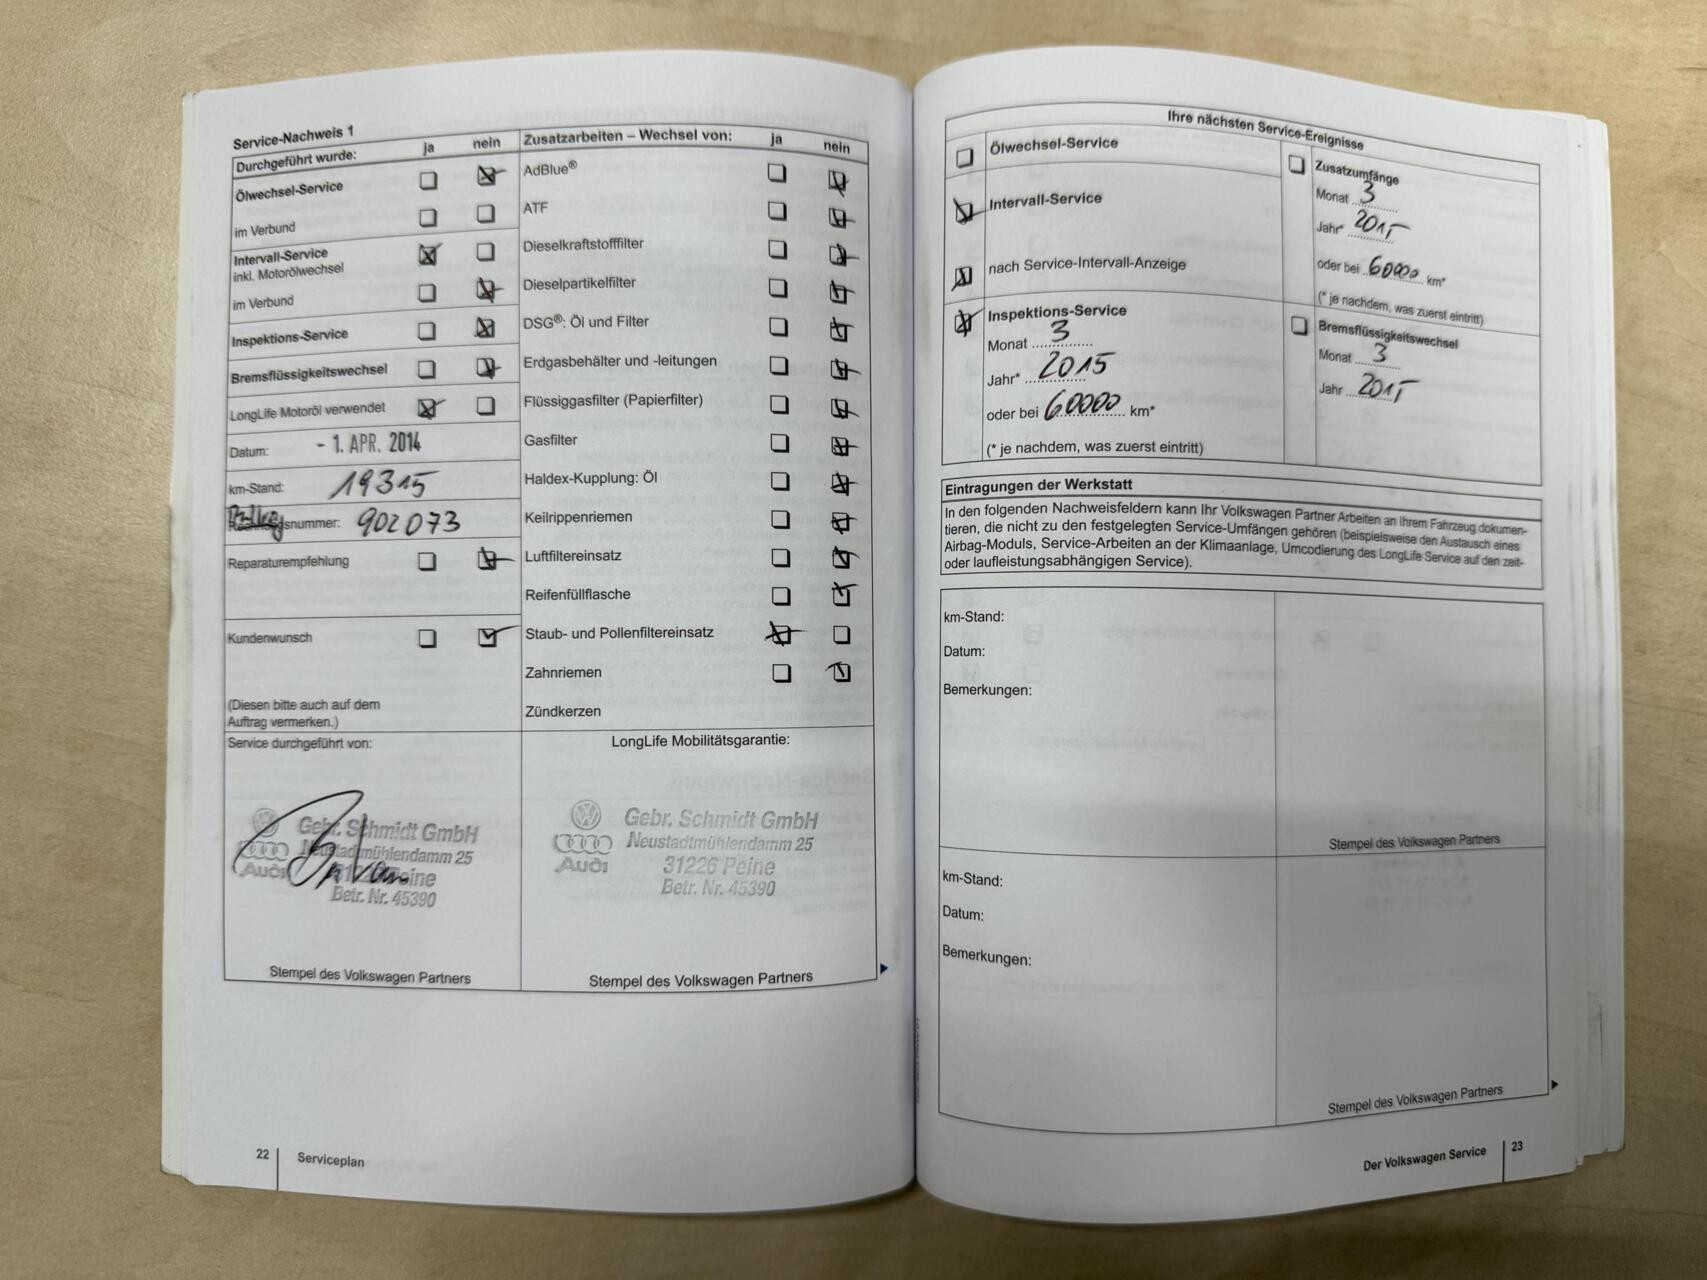 Service-Nachweis 1
Durchgeführt wurde: ja nein
Ölwechsel-Service
im Verbund
Intervall-Service
inkl. Motorölwechsel
im Verbund
Inspektions-Service
Bremsflüssigkeitswechsel
LongLife Motoröl verwendet
Datum: - 1. APR. 2014
km-Stand: 19315
snummer: 902073
Reparaturempfehlung
Kundenwunsch
(Diesen bitte auch auf dem
Auftrag vermerken.)
Zusatzarbeiten – Wechsel von: ja nein
AdBlue®
ATF
Dieselkraftstofffilter
Dieselpartikelfilter
DSG®: Öl und Filter
Erdgasbehälter und -leitungen
Flüssiggasfilter (Papierfilter)
Gasfilter
Haldex-Kupplung: Öl
Keilrippenriemen
Luftfiltereinsatz
Reifenfüllflasche
Staub- und Pollenfiltereinsatz
Zahnriemen
Zündkerzen
Service durchgeführt von:
Gebr. Schmidt GmbH
Neustadtmühlendamm 25
Audi 31226 Peine
Betr. Nr. 45390
Stempel des Volkswagen Partners
LongLife Mobilitätsgarantie:
Gebr. Schmidt GmbH
Neustadtmühlendamm 25
Audi 31226 Peine
Betr. Nr. 45390
Stempel des Volkswagen Partners
22 Serviceplan
Ihre nächsten Service-Ereignisse
Ölwechsel-Service
Intervall-Service
nach Service-Intervall-Anzeige
Inspektions-Service
Monat 3
Jahr* 2015
oder bei 60000 km*
(* je nachdem, was zuerst eintritt)
Zusatzumfänge
Monat 3
Jahr* 2015
oder bei 60000 km*
(* je nachdem, was zuerst eintritt)
Bremsflüssigkeitswechsel
Monat 3
Jahr 2015
Eintragungen der Werkstatt
In den folgenden Nachweisfeldern kann Ihr Volkswagen Partner Arbeiten an Ihrem Fahrzeug dokumen-
tieren, die nicht zu den festgelegten Service-Umfängen gehören (beispielsweise den Austausch eines
Airbag-Moduls, Service-Arbeiten an der Klimaanlage, Umcodierung des LongLife Service auf den zeit-
oder laufleistungsabhängigen Service).
km-Stand:
Datum:
Bemerkungen:
Stempel des Volkswagen Partners
km-Stand:
Datum:
Bemerkungen:
Stempel des Volkswagen Partners
Der Volkswagen Service 23